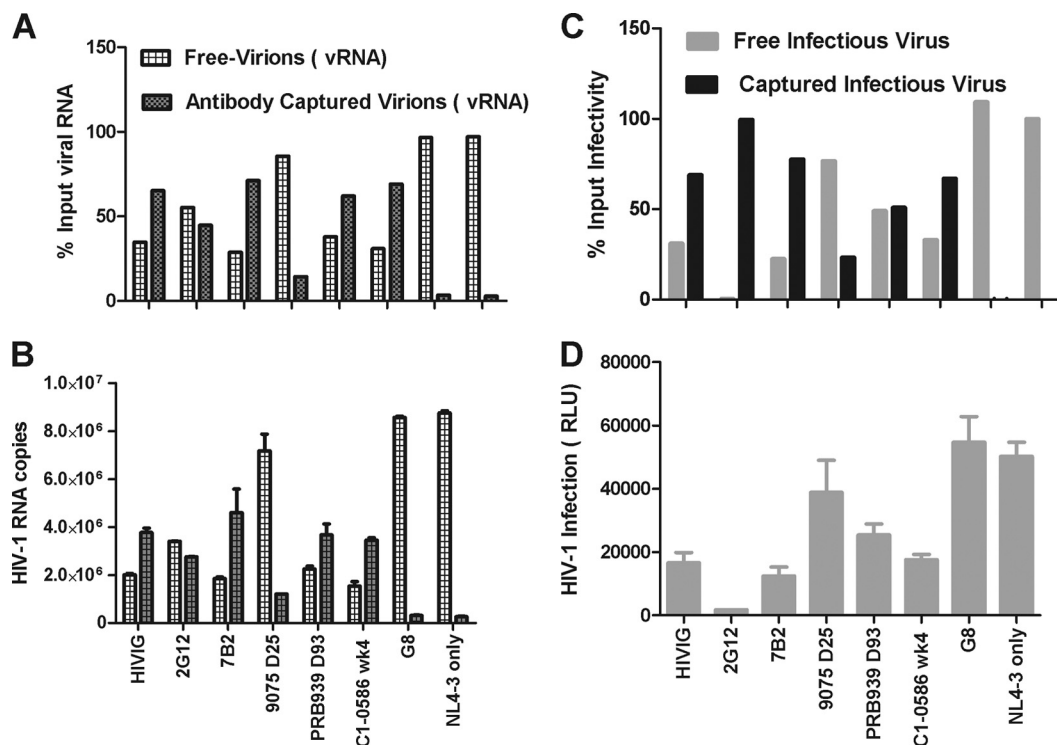 A
150
100
50
0
% Input viral RNA
Free-Virions ( vRNA)
Antibody Captured Virions ( vRNA)
C
150
100
50
0
% Input Infectivity
Free Infectious Virus
Captured Infectious Virus
B
1.0×10⁷
8.0×10⁶
6.0×10⁶
4.0×10⁶
2.0×10⁶
0
HIV-1 RNA copies
HIVIG
2G12
7B2
9075 D25
PRB939 D93
C1-0586 wk4
G8
NL4-3 only
D
80000
60000
40000
20000
0
HIV-1 Infection ( RLU)
HIVIG
2G12
7B2
9075 D25
PRB939 D93
C1-0586 wk4
G8
NL4-3 only